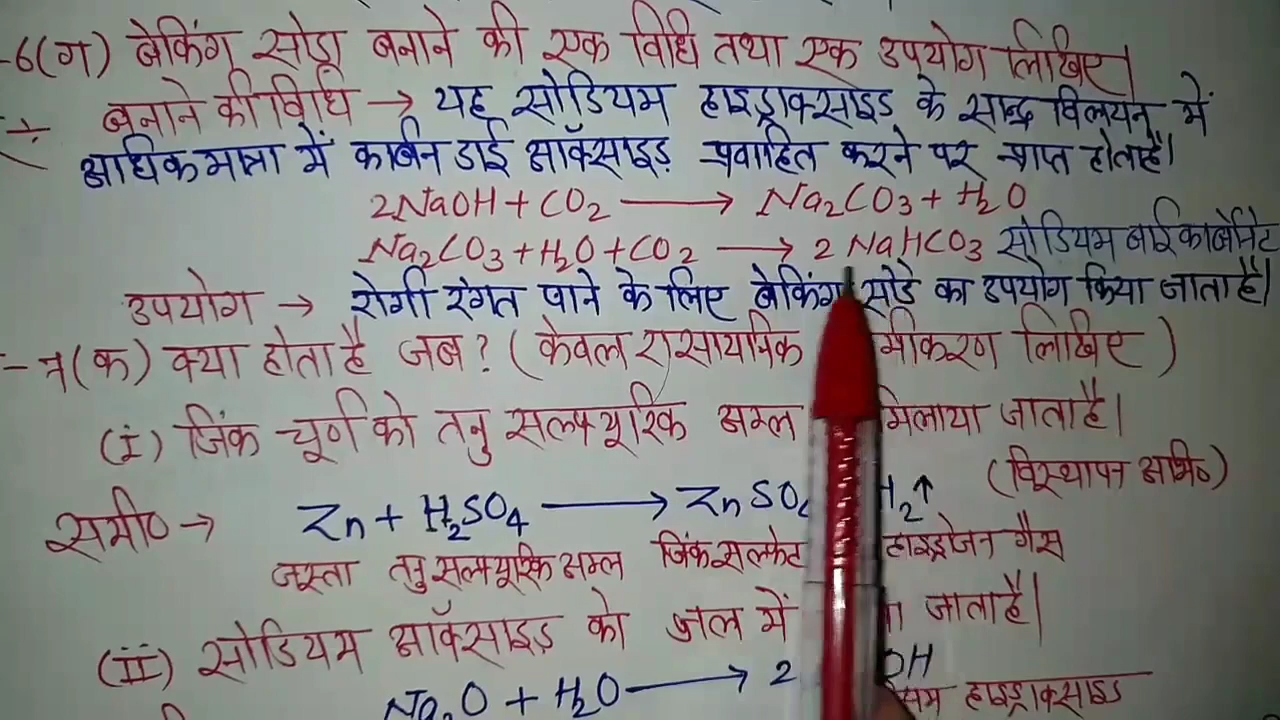 6(ग) बेकिंग सोडा बनाने की एक विधि तथा एक उपयोग लिखिए।
बनाने की विधि → यह सोडियम हाइड्राक्साइड के सान्द्र विलयन में
अधिक मात्रा में कार्बन डाई ऑक्साइड प्रवाहित करने पर प्राप्त होता है।
2NaOH + CO₂ → Na₂CO₃ + H₂O
Na₂CO₃ + H₂O + CO₂ → 2 NaHCO₃ सोडियम बाई कार्बोनेट
उपयोग → रोगी रंगत पाने के लिए बेकिंग सोडे का उपयोग किया जाता है।
(क) क्या होता है जब? (केवल रासायनिक मीकरण लिखिए)
(i) जिंक चूर्ण को तनु सल्फ्यूरिक अम्ल मिलाया जाता है।
(विस्थापन अभि०)
समी० → Zn + H₂SO₄ → ZnSO₄ H₂↑
जस्ता तनु सल्फ्यूरिक अम्ल जिंक सल्फेट हाइड्रोजन गैस
(ii) सोडियम ऑक्साइड को जल में जाता है।
Na₂O + H₂O → 2 OH
हाइड्राक्साइड